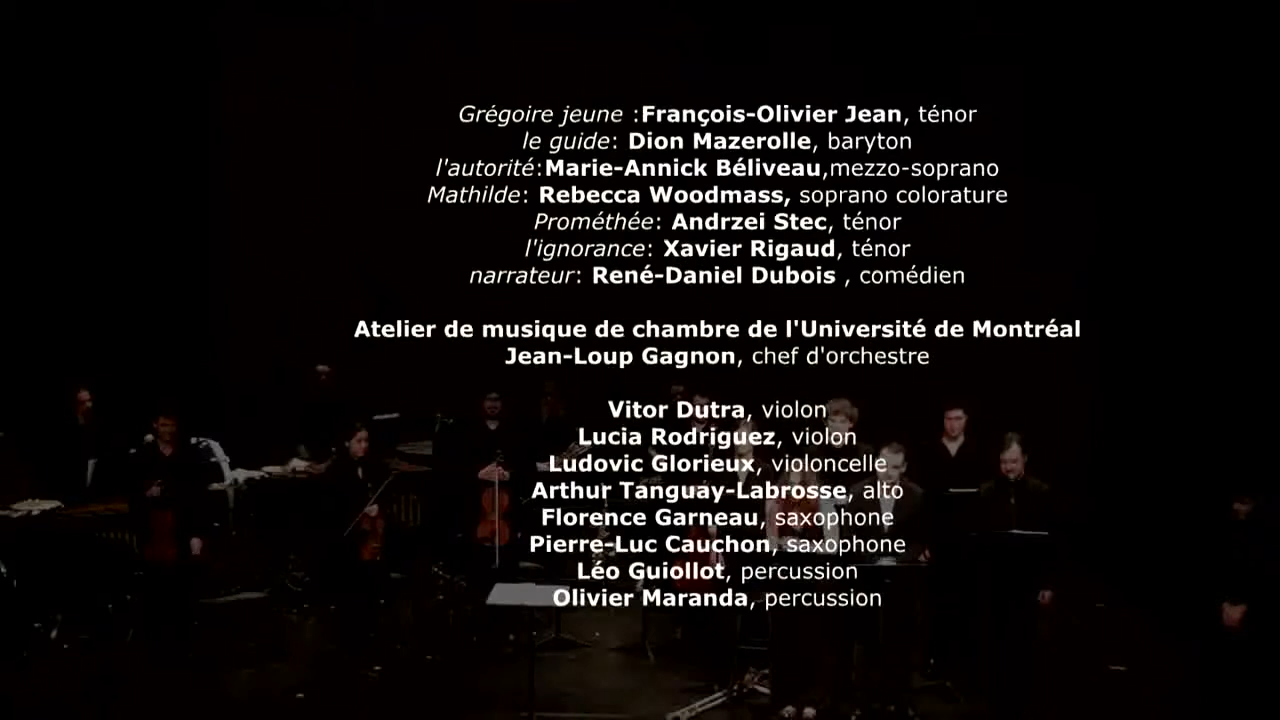 Grégoire jeune :François-Olivier Jean, ténor
le guide: Dion Mazerolle, baryton
l'autorité:Marie-Annick Béliveau,mezzo-soprano
Mathilde: Rebecca Woodmass, soprano colorature
Prométhée: Andrzei Stec, ténor
l'ignorance: Xavier Rigaud, ténor
narrateur: René-Daniel Dubois , comédien
Atelier de musique de chambre de l'Université de Montréal
Jean-Loup Gagnon, chef d'orchestre
Vitor Dutra, violon
Lucia Rodriguez, violon
Ludovic Glorieux, violoncelle
Arthur Tanguay-Labrosse, alto
Florence Garneau, saxophone
Pierre-Luc Cauchon, saxophone
Léo Guiollot, percussion
Olivier Maranda, percussion